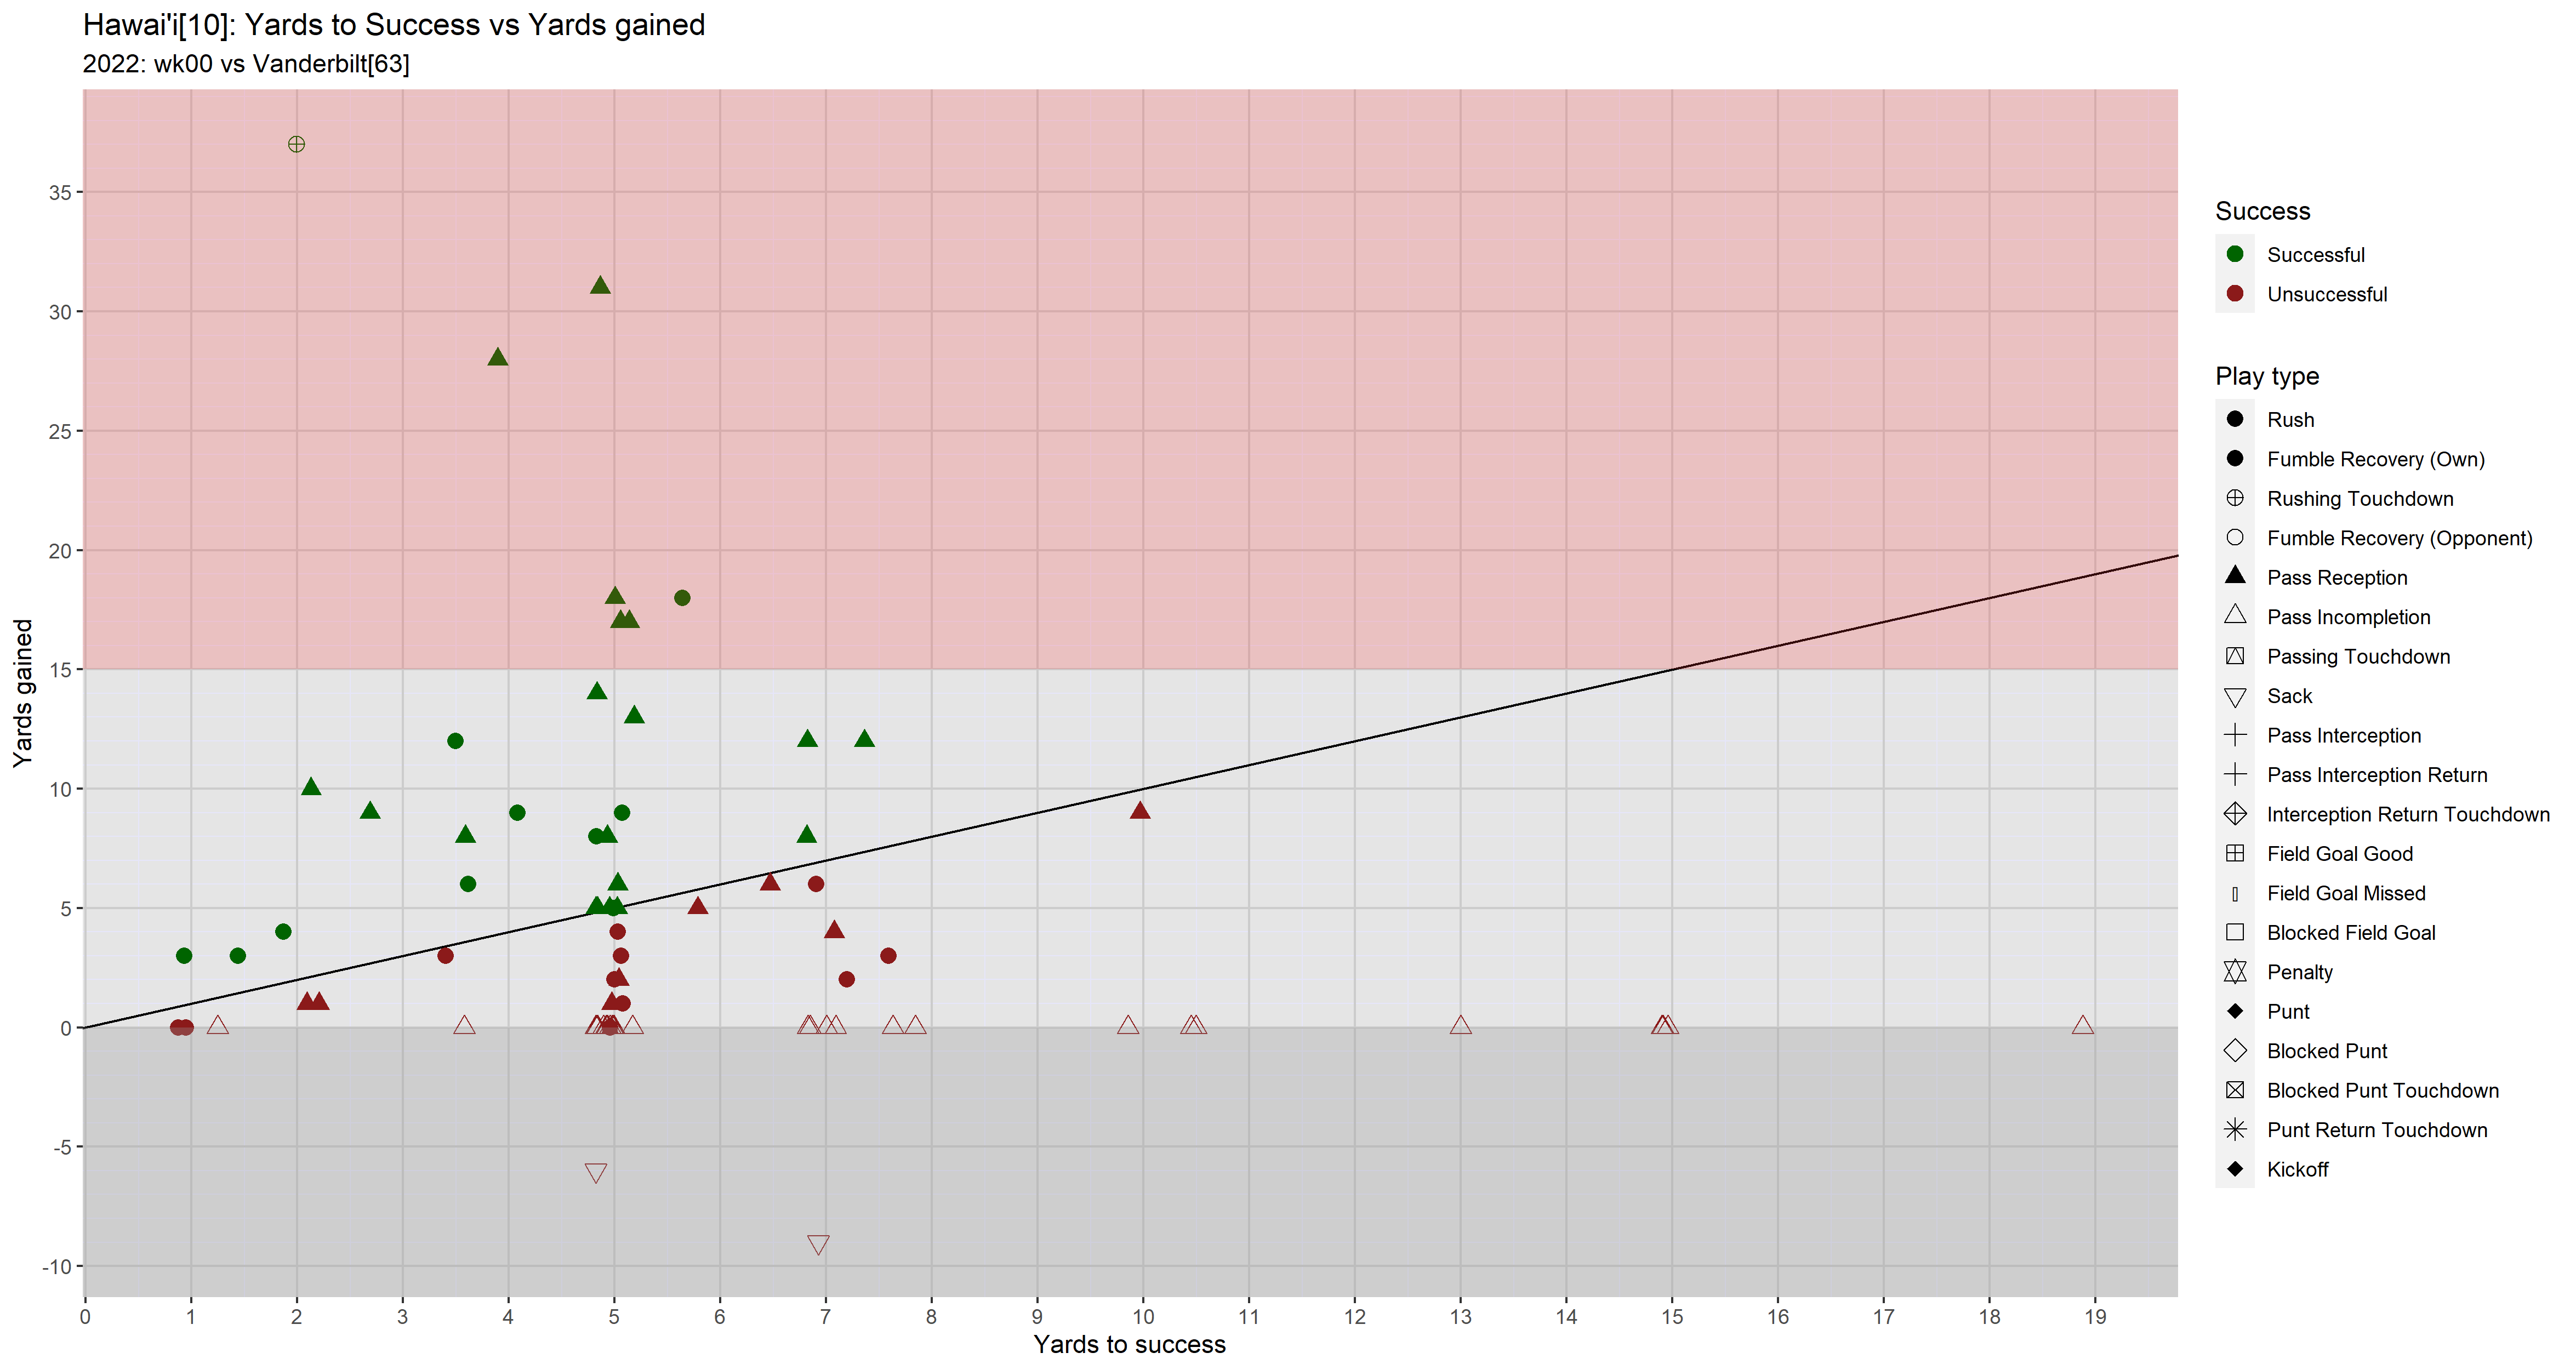 Hawai'i[10]: Yards to Success vs Yards gained
2022: wk00 vs Vanderbilt[63]
Yards gained
35
30
25
20
15
10
5
0
-5
-10
0 1 2 3 4 5 6 7 8 9 10 11 12 13 14 15 16 17 18 19
Yards to success
Success
Successful
Unsuccessful
Play type
Rush
Fumble Recovery (Own)
Rushing Touchdown
Fumble Recovery (Opponent)
Pass Reception
Pass Incompletion
Passing Touchdown
Sack
Pass Interception
Pass Interception Return
Interception Return Touchdown
Field Goal Good
Field Goal Missed
Blocked Field Goal
Penalty
Punt
Blocked Punt
Blocked Punt Touchdown
Punt Return Touchdown
Kickoff